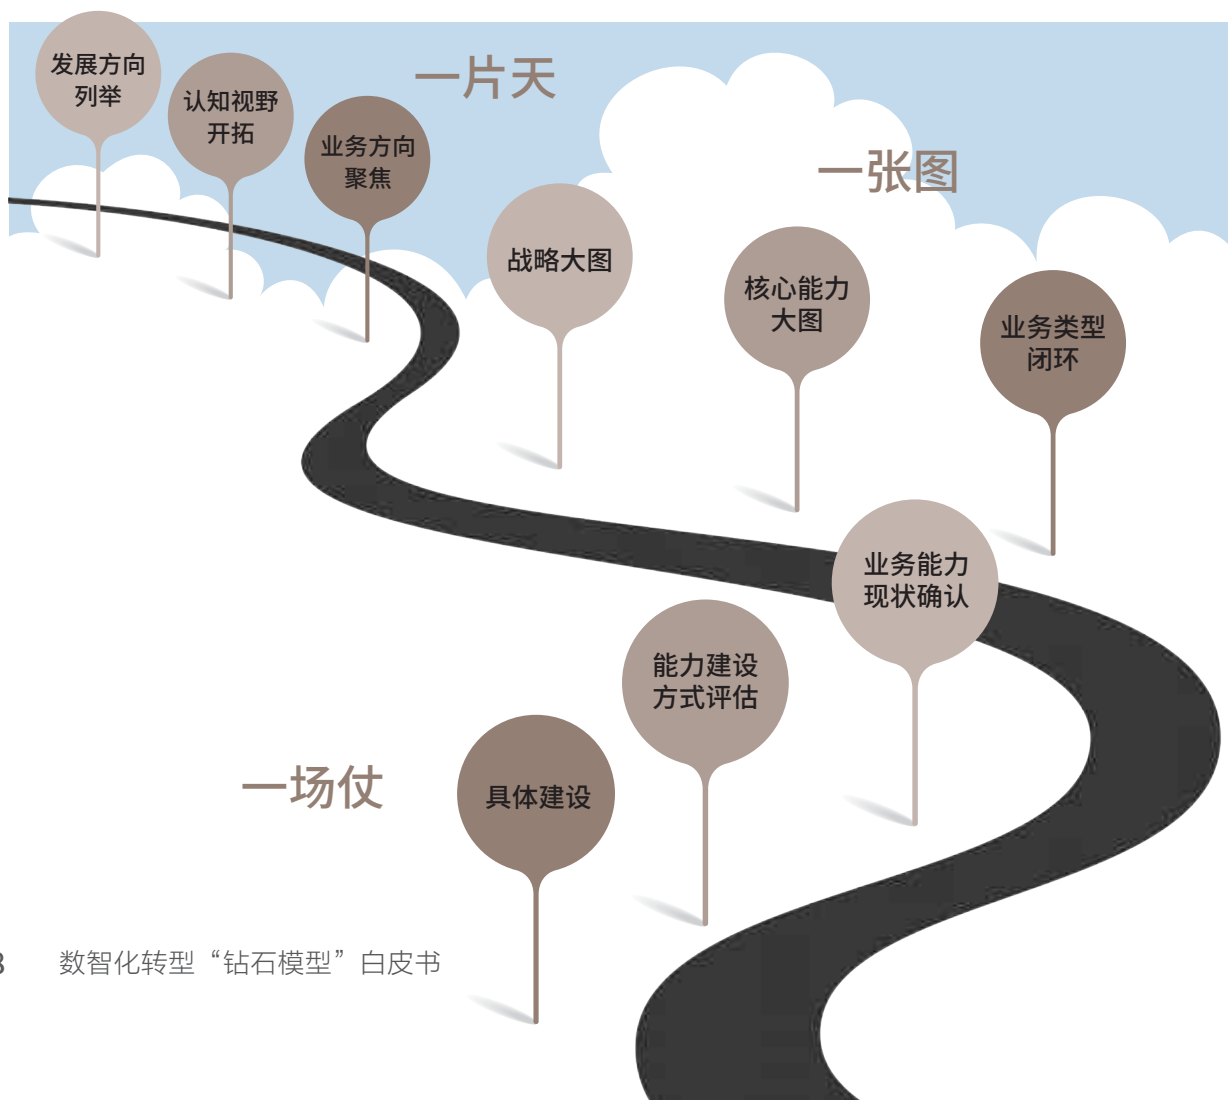 一片天
发展方向
列举
认知视野
开拓
业务方向
聚焦
一张图
战略大图
核心能力
大图
业务类型
闭环
业务能力
现状确认
能力建设
方式评估
一场仗
具体建设
数智化转型“钻石模型”白皮书